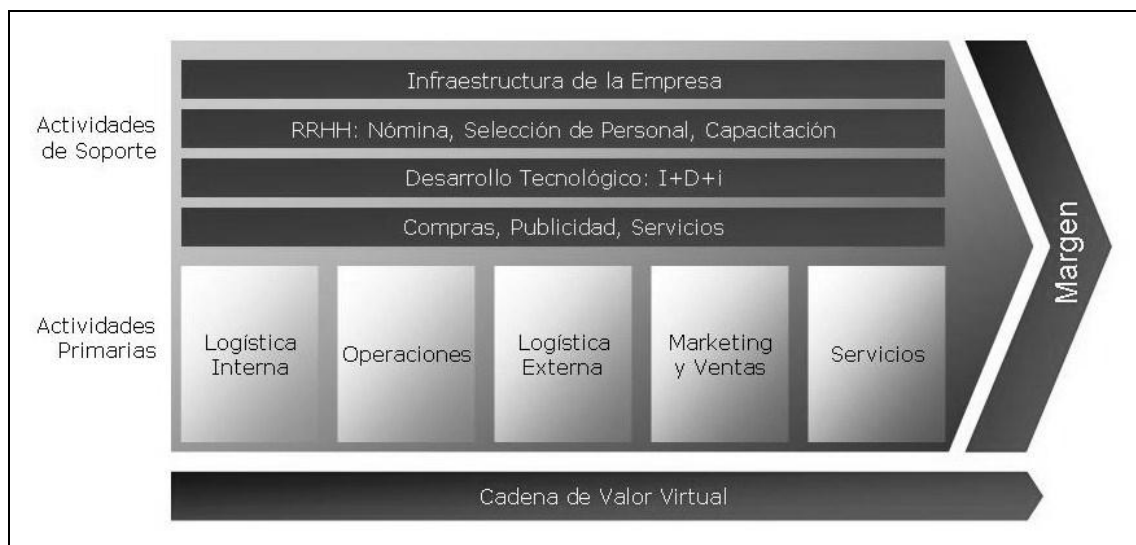 Infraestructura de la Empresa
Actividades
de Soporte
RRHH: Nómina, Selección de Personal, Capacitación
Desarrollo Tecnológico: I+D+i
Compras, Publicidad, Servicios
Margen
Actividades
Primarias
Logística
Interna
Operaciones
Logística
Externa
Marketing
y Ventas
Servicios
Cadena de Valor Virtual